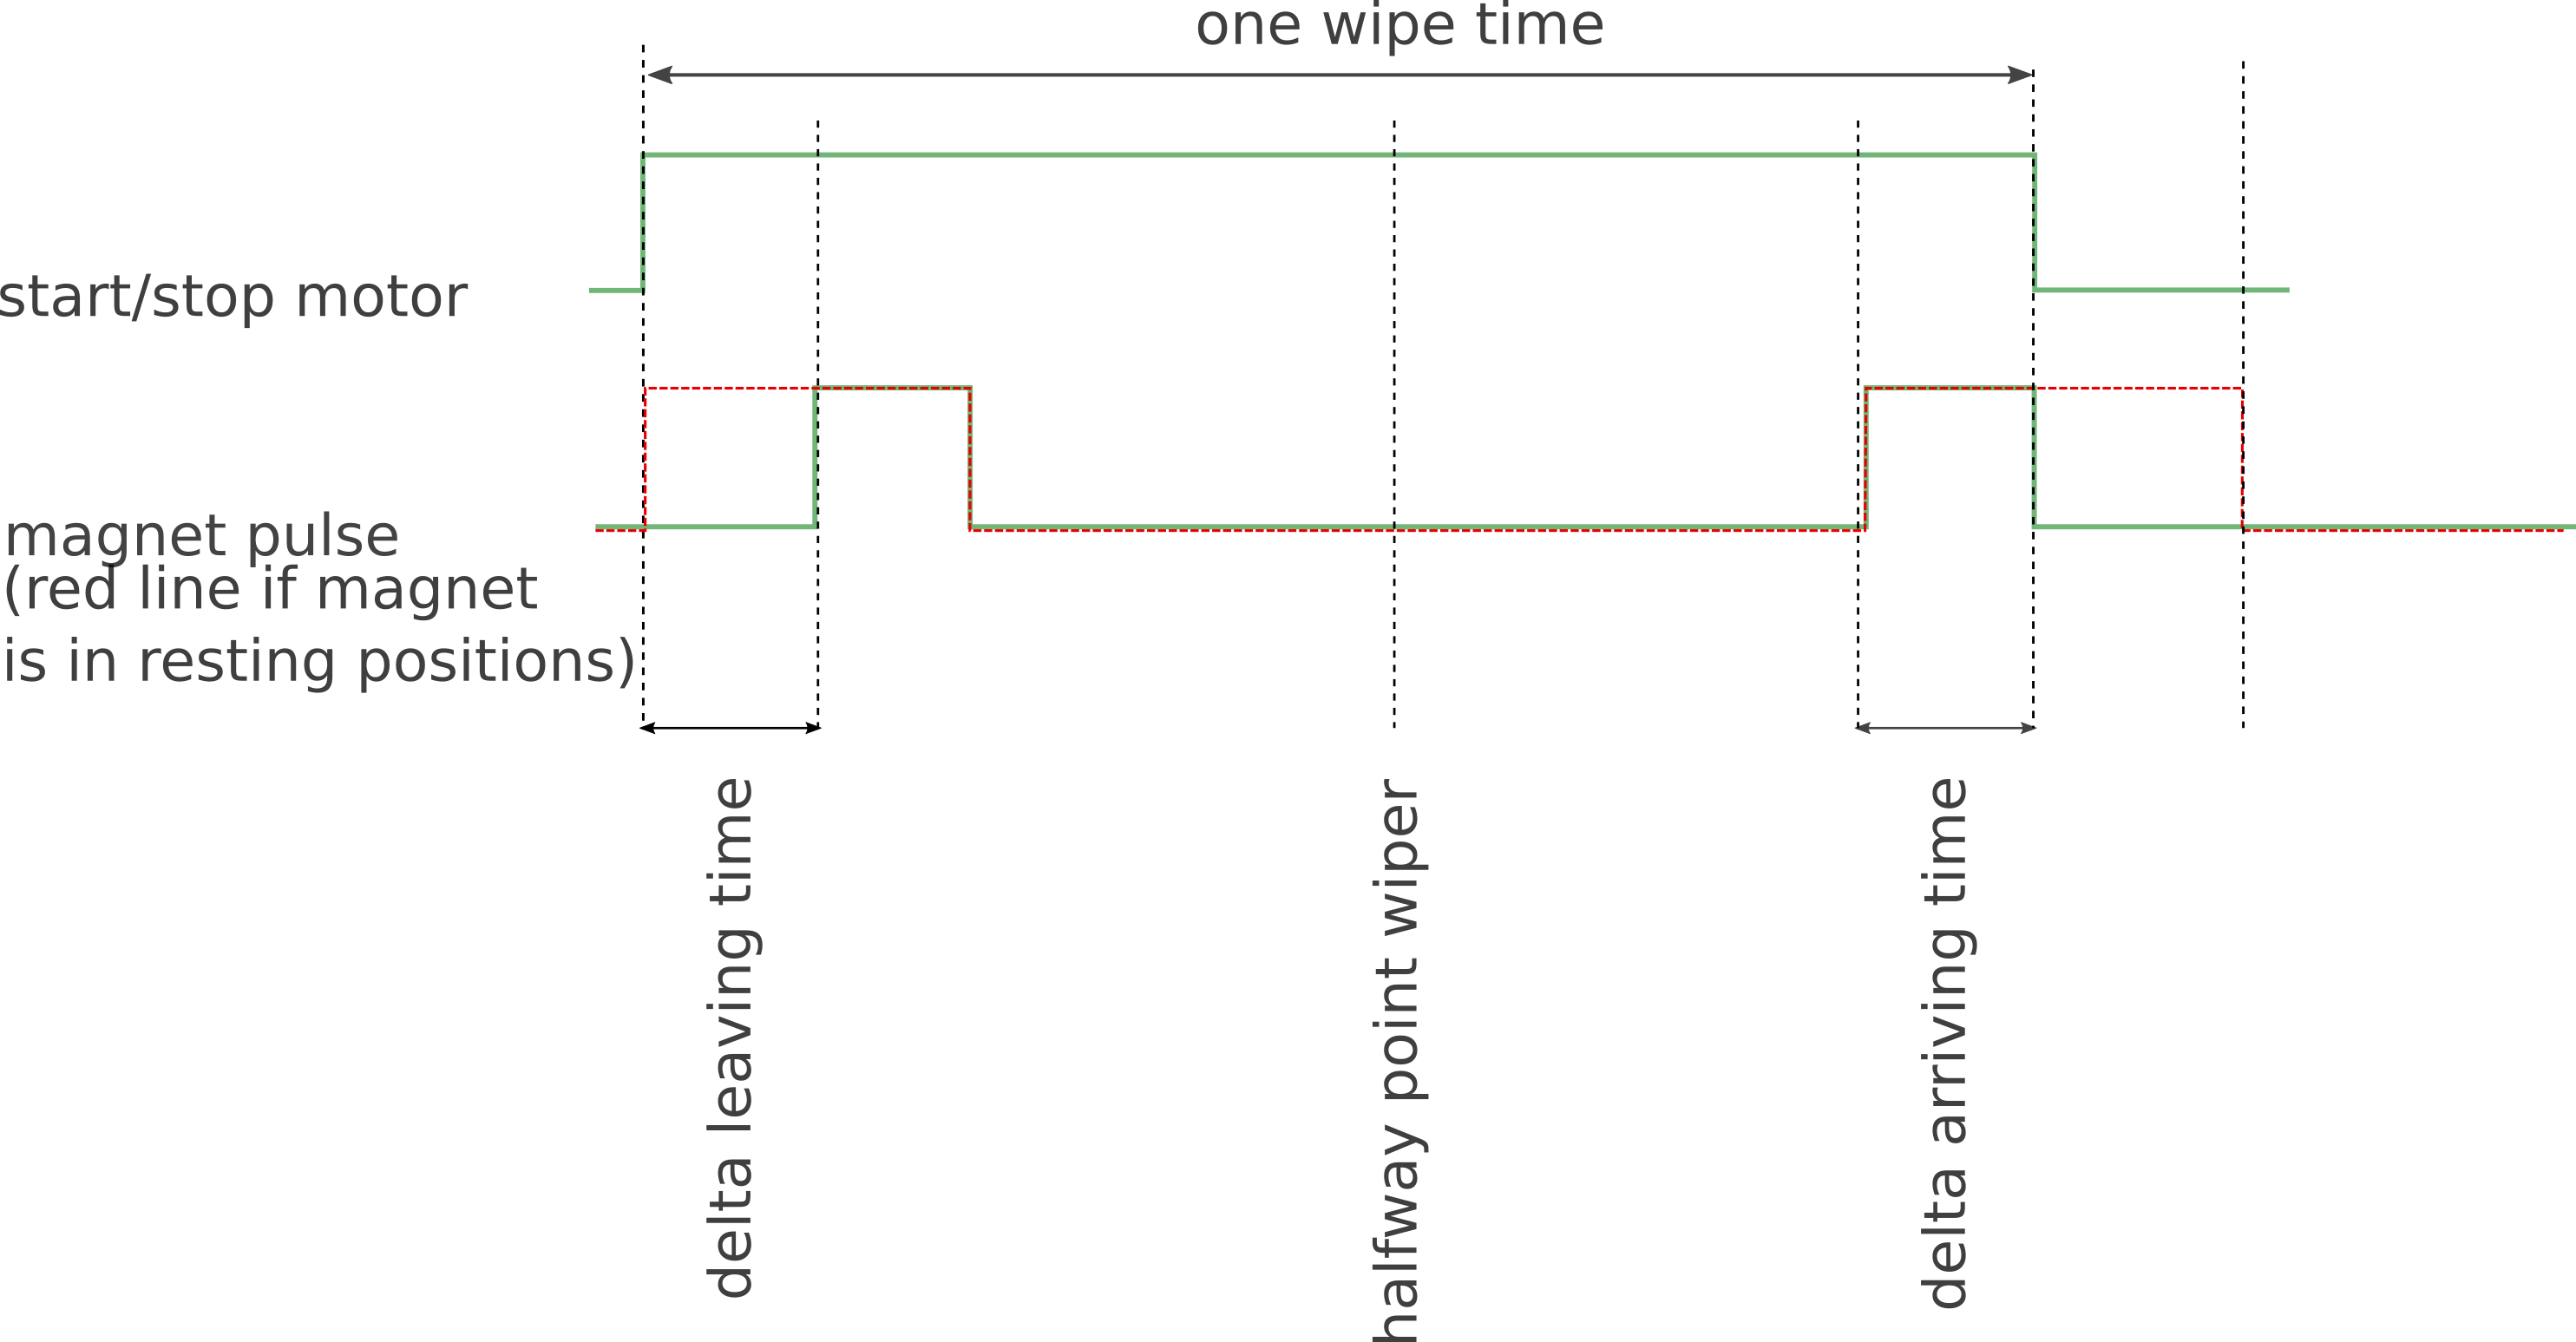 one wipe time
start/stop motor
magnet pulse
(red line if magnet
is in resting positions)
delta leaving time
halfway point wiper
delta arriving time